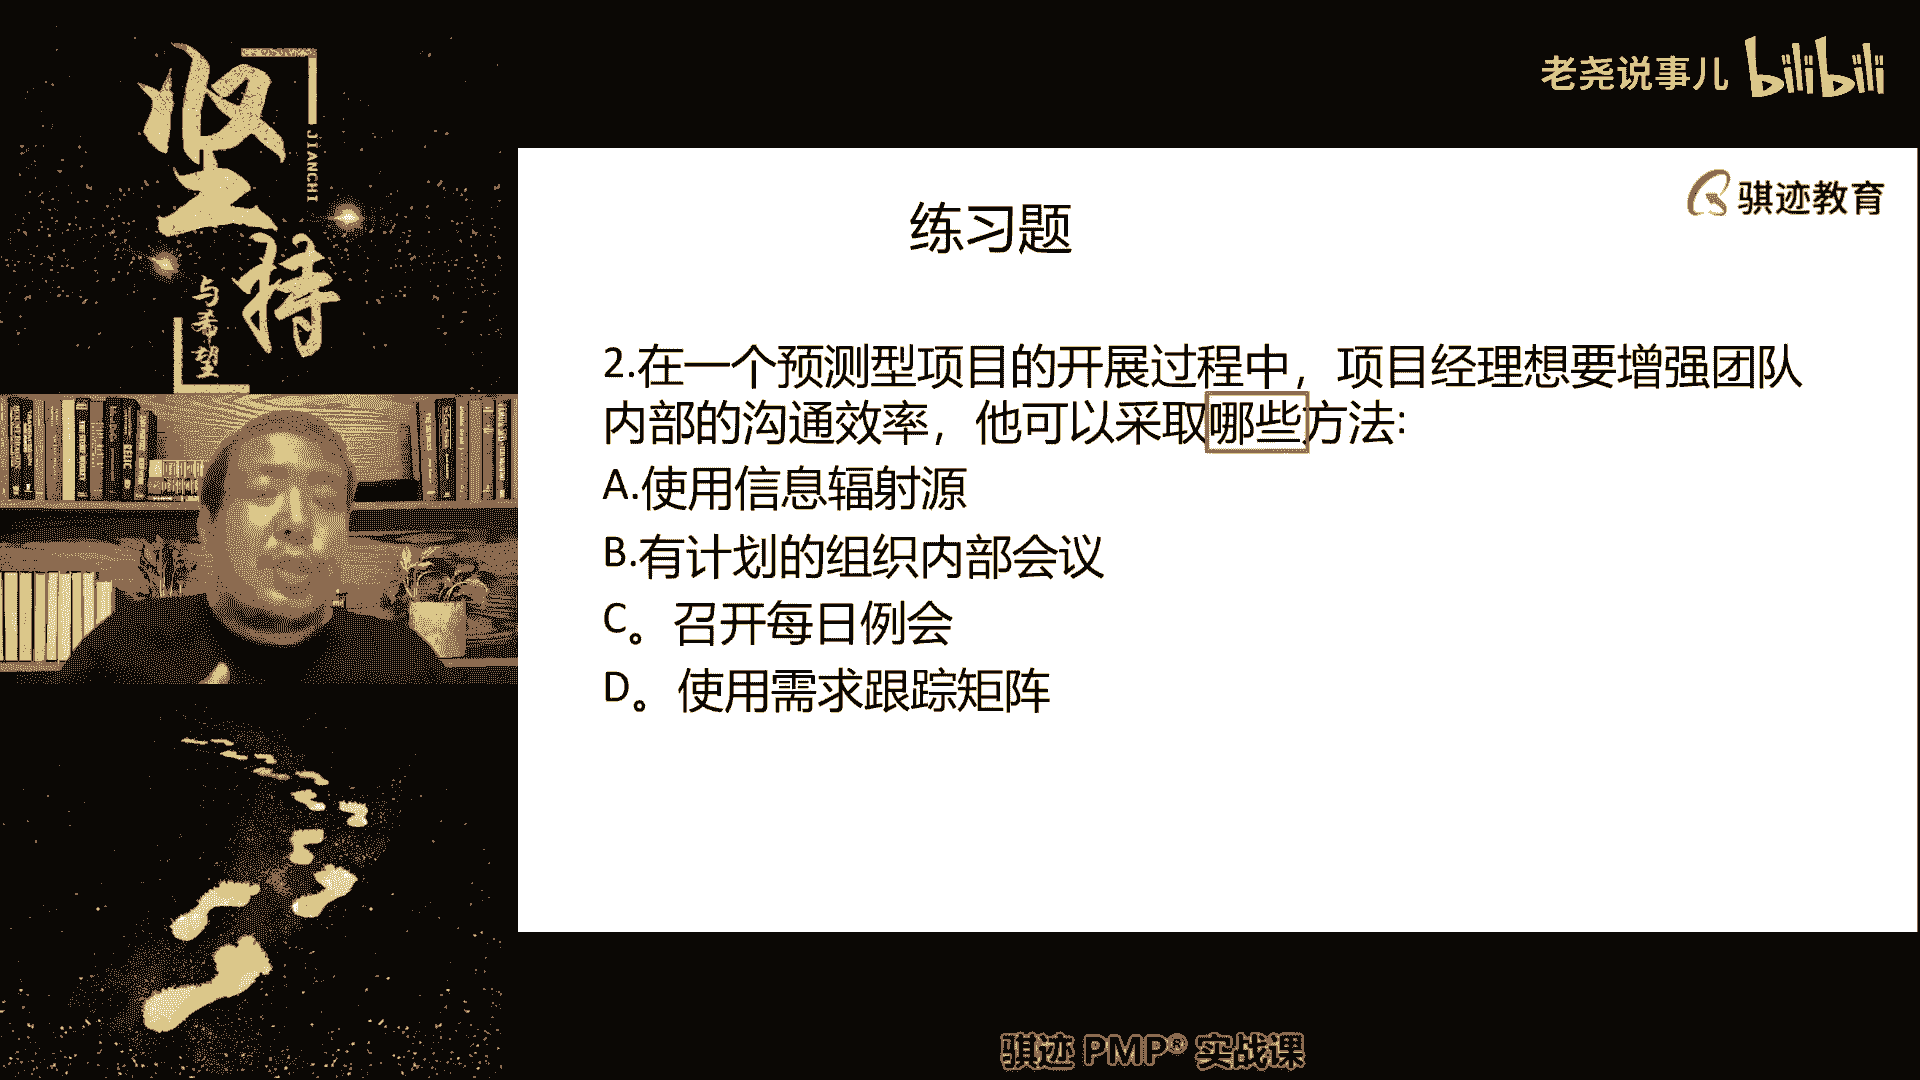 坚持
JIANCHI
与希望
老尧说事儿 bilibili
骐迹教育
练习题
2.在一个预测型项目的开展过程中，项目经理想要增强团队
内部的沟通效率，他可以采取哪些方法:
A.使用信息辐射源
B.有计划的组织内部会议
C。召开每日例会
D。使用需求跟踪矩阵
骐迹 PMP® 实战课